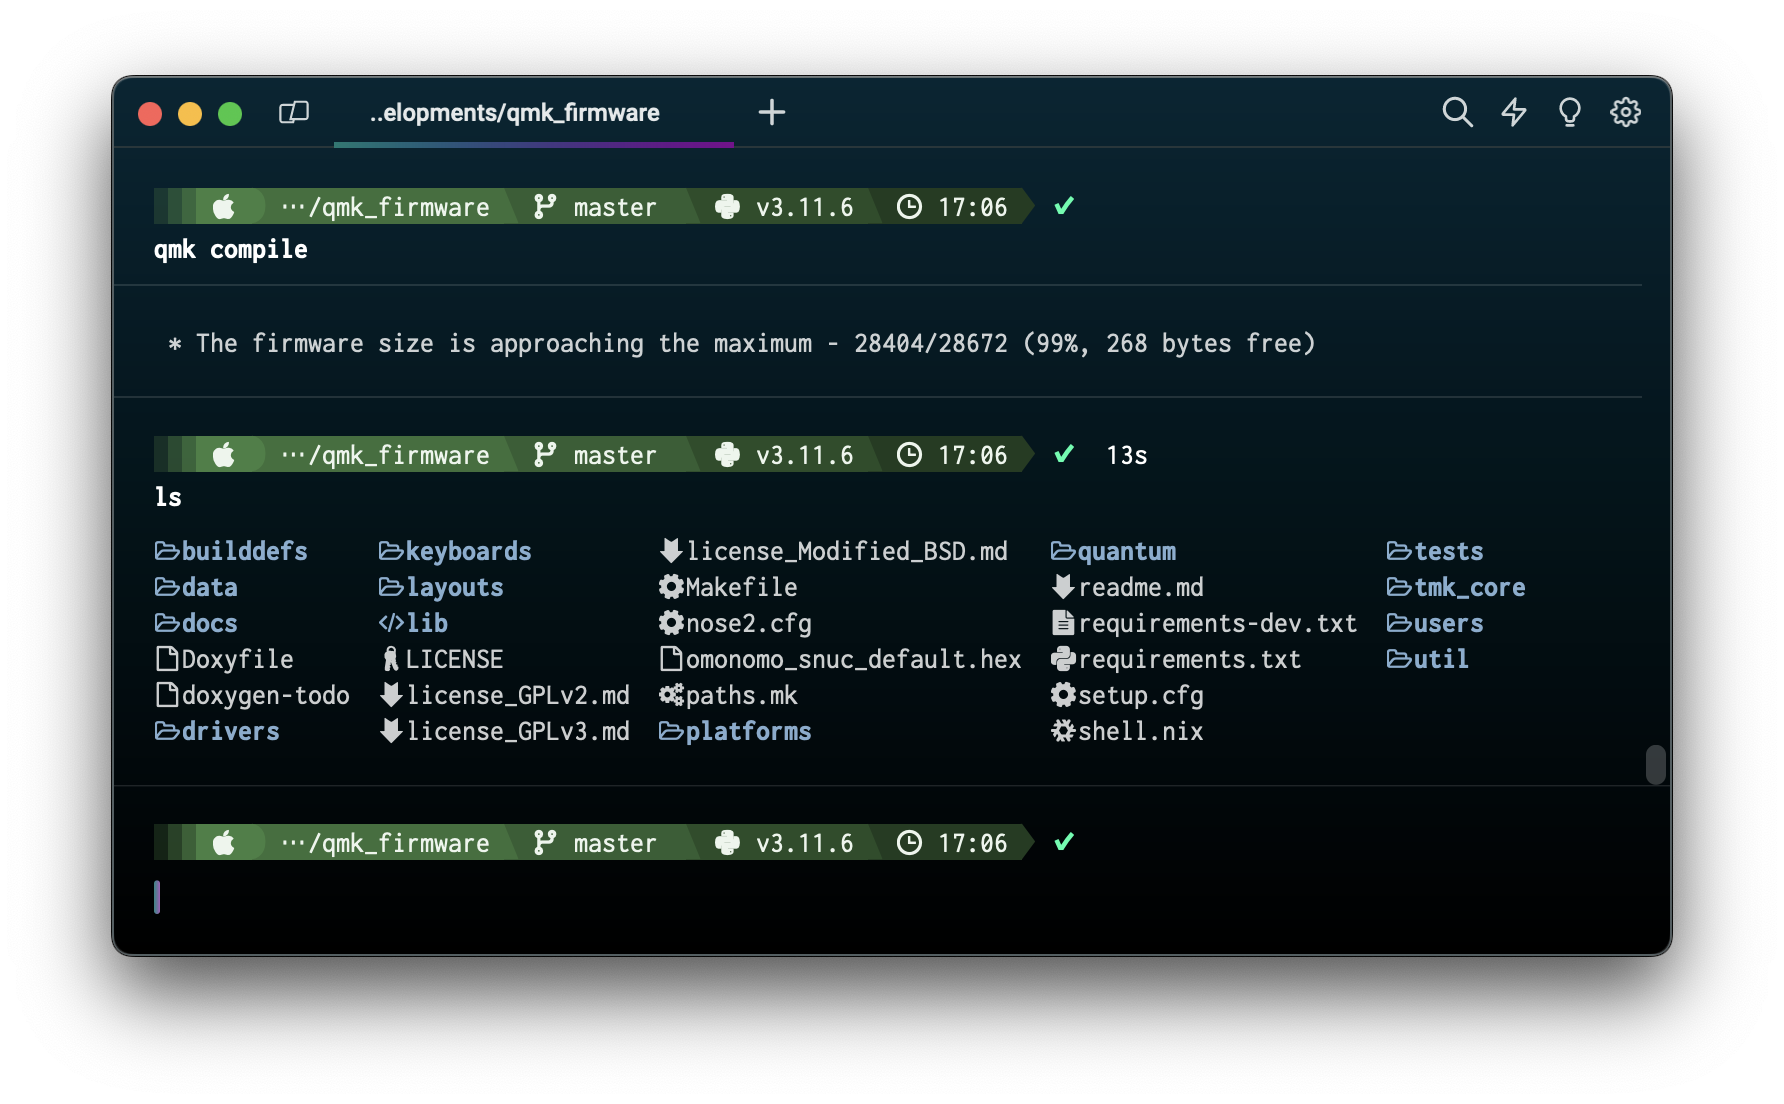 ..elopments/qmk_firmware
⋯/qmk_firmware master v3.11.6 17:06 ✔
qmk compile
* The firmware size is approaching the maximum - 28404/28672 (99%, 268 bytes free)
⋯/qmk_firmware master v3.11.6 17:06 ✔ 13s
ls
builddefs keyboards license_Modified_BSD.md quantum tests
data layouts Makefile readme.md tmk_core
docs lib nose2.cfg requirements-dev.txt users
Doxyfile LICENSE omonomo_snuc_default.hex requirements.txt util
doxygen-todo license_GPLv2.md paths.mk setup.cfg
drivers license_GPLv3.md platforms shell.nix
⋯/qmk_firmware master v3.11.6 17:06 ✔